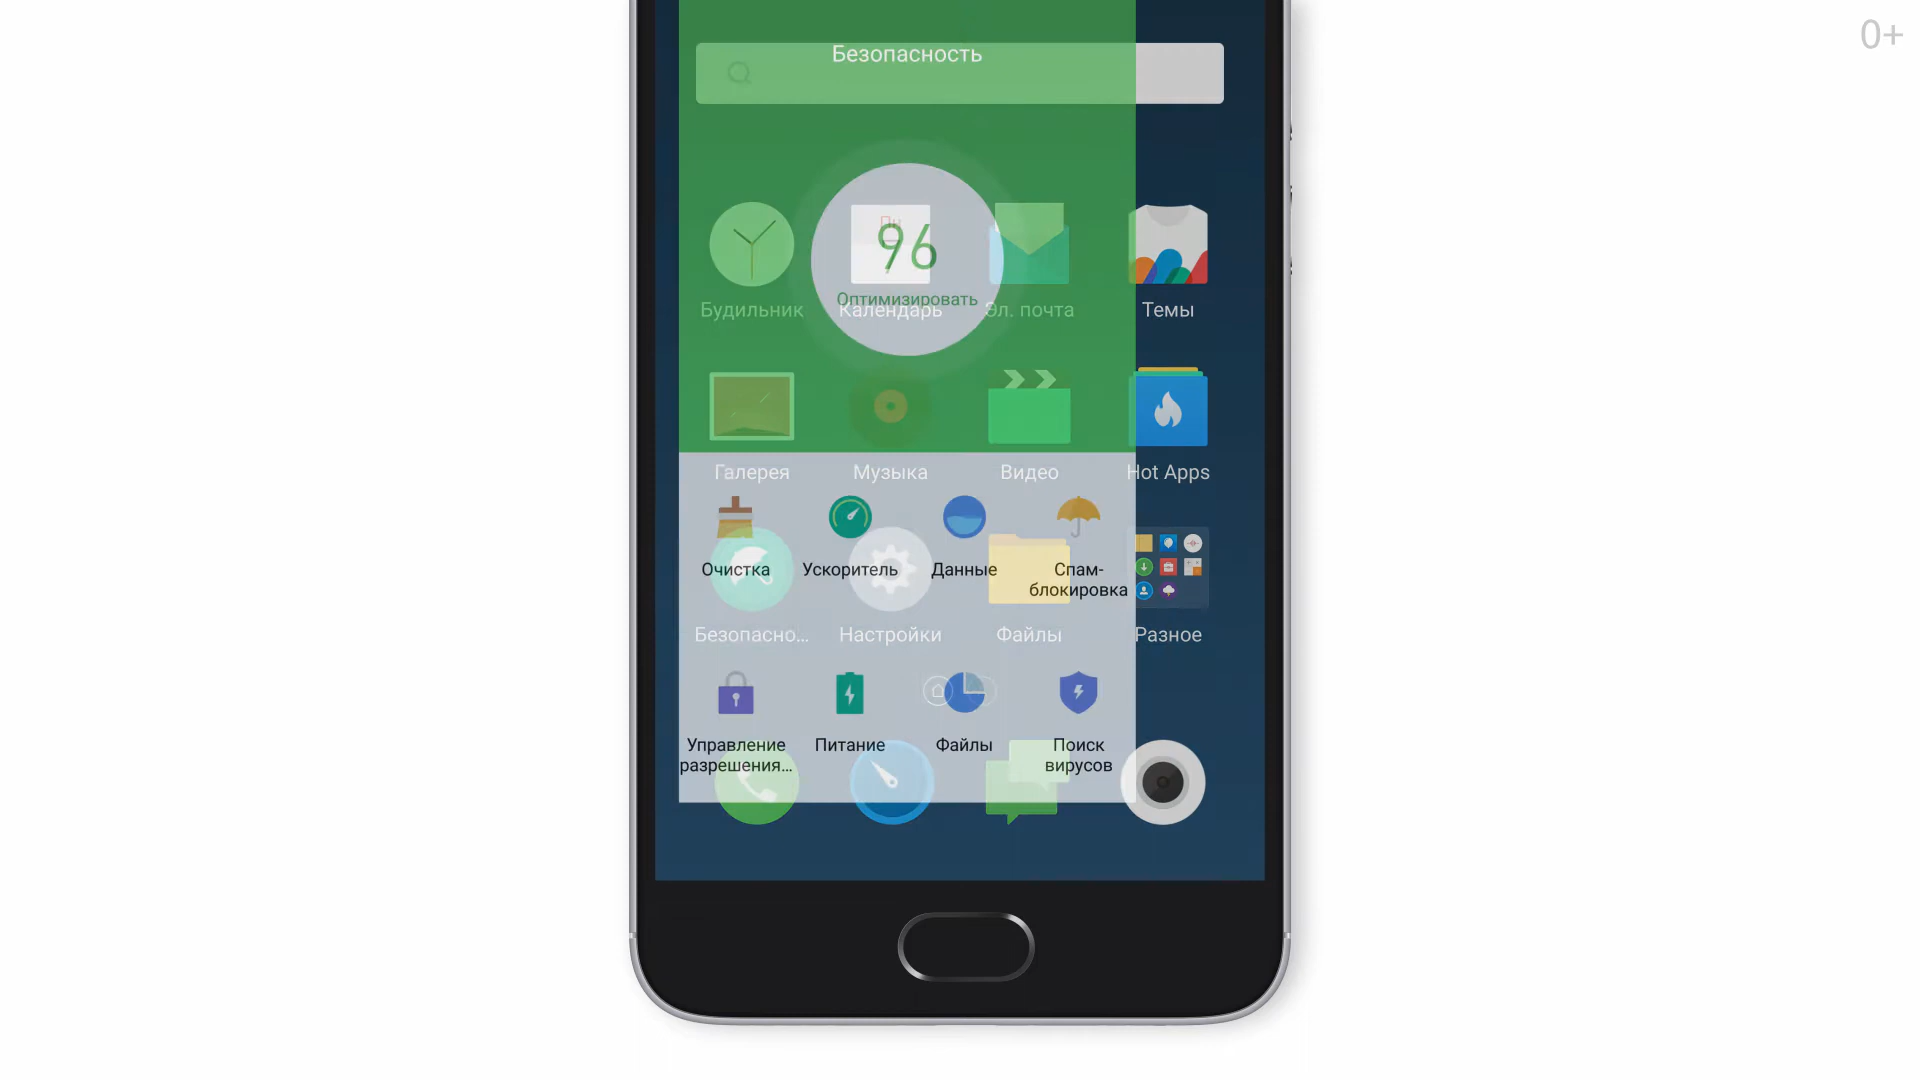 0+
Безопасность
Пн
96
Оптимизировать
Будильник
Календарь
Эл. почта
Темы
Галерея
Музыка
Видео
Hot Apps
Очистка
Ускоритель
Данные
Спам-
блокировка
Безопасно...
Настройки
Файлы
Разное
Управление
разрешения...
Питание
Файлы
Поиск
вирусов